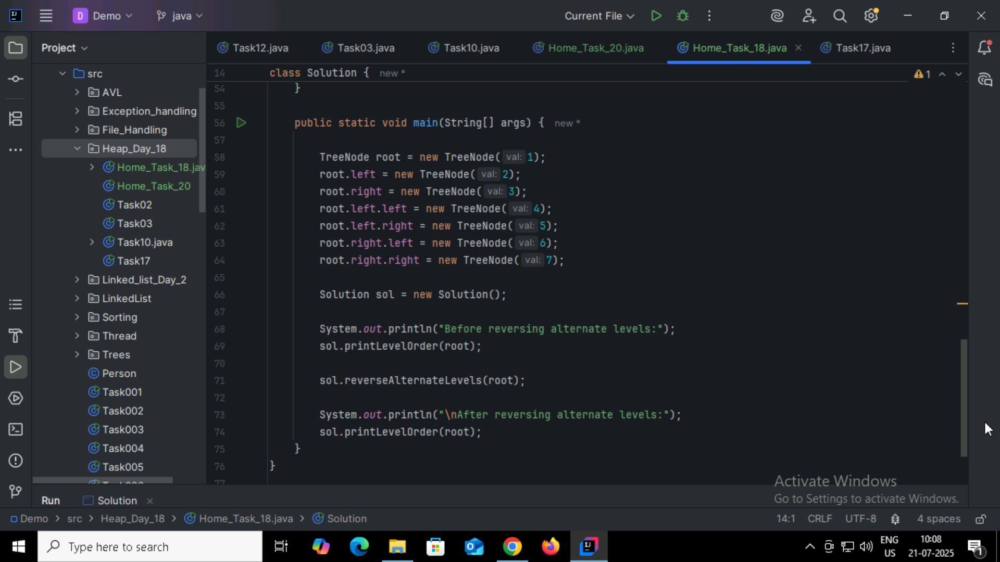 Demo
java
Current File
Project
Task12.java
Task03.java
Task10.java
Home_Task_20.java
Home_Task_18.java
Task17.java
src
AVL
Exception_handling
File_Handling
Heap_Day_18
Home_Task_18.jav
Home_Task_20
Task02
Task03
Task10.java
Task17
Linked_list_Day_2
LinkedList
Sorting
Thread
Trees
Person
Task001
Task002
Task003
Task004
Task005
14 class Solution { new *
1
54 }
55
56 public static void main(String[] args) { new *
57
58 TreeNode root = new TreeNode( val: 1);
59 root.left = new TreeNode( val: 2);
60 root.right = new TreeNode( val: 3);
61 root.left.left = new TreeNode( val: 4);
62 root.left.right = new TreeNode( val: 5);
63 root.right.left = new TreeNode( val: 6);
64 root.right.right = new TreeNode( val: 7);
65
66 Solution sol = new Solution();
67
68 System.out.println("Before reversing alternate levels:");
69 sol.printLevelOrder(root);
70
71 sol.reverseAlternateLevels(root);
72
73 System.out.println("\nAfter reversing alternate levels:");
74 sol.printLevelOrder(root);
75 }
76 }
77
Activate Windows
Go to Settings to activate Windows.
Run
Solution
Demo > src > Heap_Day_18 > Home_Task_18.java > Solution
14:1 CRLF UTF-8 4 spaces
Type here to search
ENG
US
10:08
21-07-2025
1